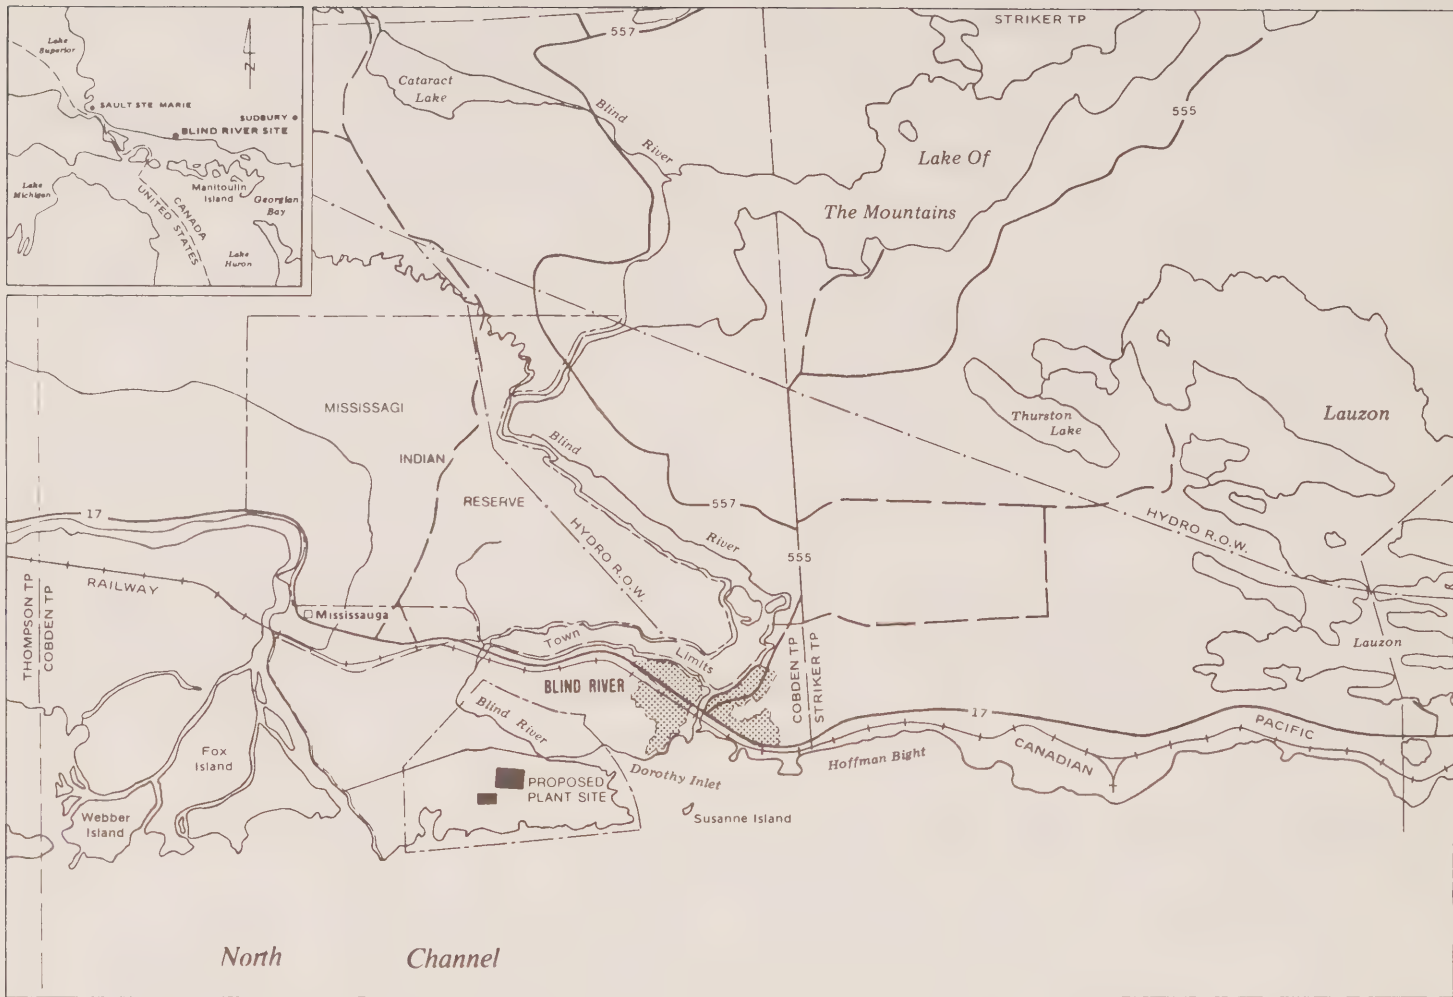 Lake
Superior
N
SAULT STE MARIE
SUDBURY
BLIND RIVER SITE
Lake
Michigan
Manitoulin
Island
Georgian
Bay
CANADA
UNITED STATES
Lake
Huron
STRIKER TP
557
Cataract
Lake
Blind
River
555
Lake Of
The Mountains
MISSISSAGI
INDIAN
RESERVE
Thurston
Lake
Lauzon
Blind
River
557
HYDRO R.O.W.
HYDRO R.O.W.
555
17
RAILWAY
THOMPSON TP
COBDEN TP
Mississauga
Town
Limits
BLIND RIVER
COBDEN TP
STRIKER TP
Lauzon
Blind River
17
PACIFIC
CANADIAN
Hoffman Bight
Fox
Island
Dorothy Inlet
PROPOSED
PLANT SITE
Webber
Island
Susanne Island
North Channel